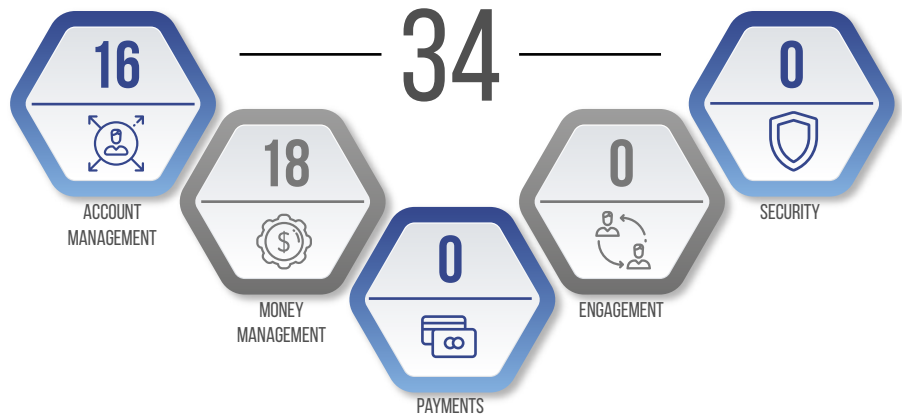 34
16
ACCOUNT
MANAGEMENT
18
MONEY
MANAGEMENT
0
PAYMENTS
0
ENGAGEMENT
0
SECURITY
$